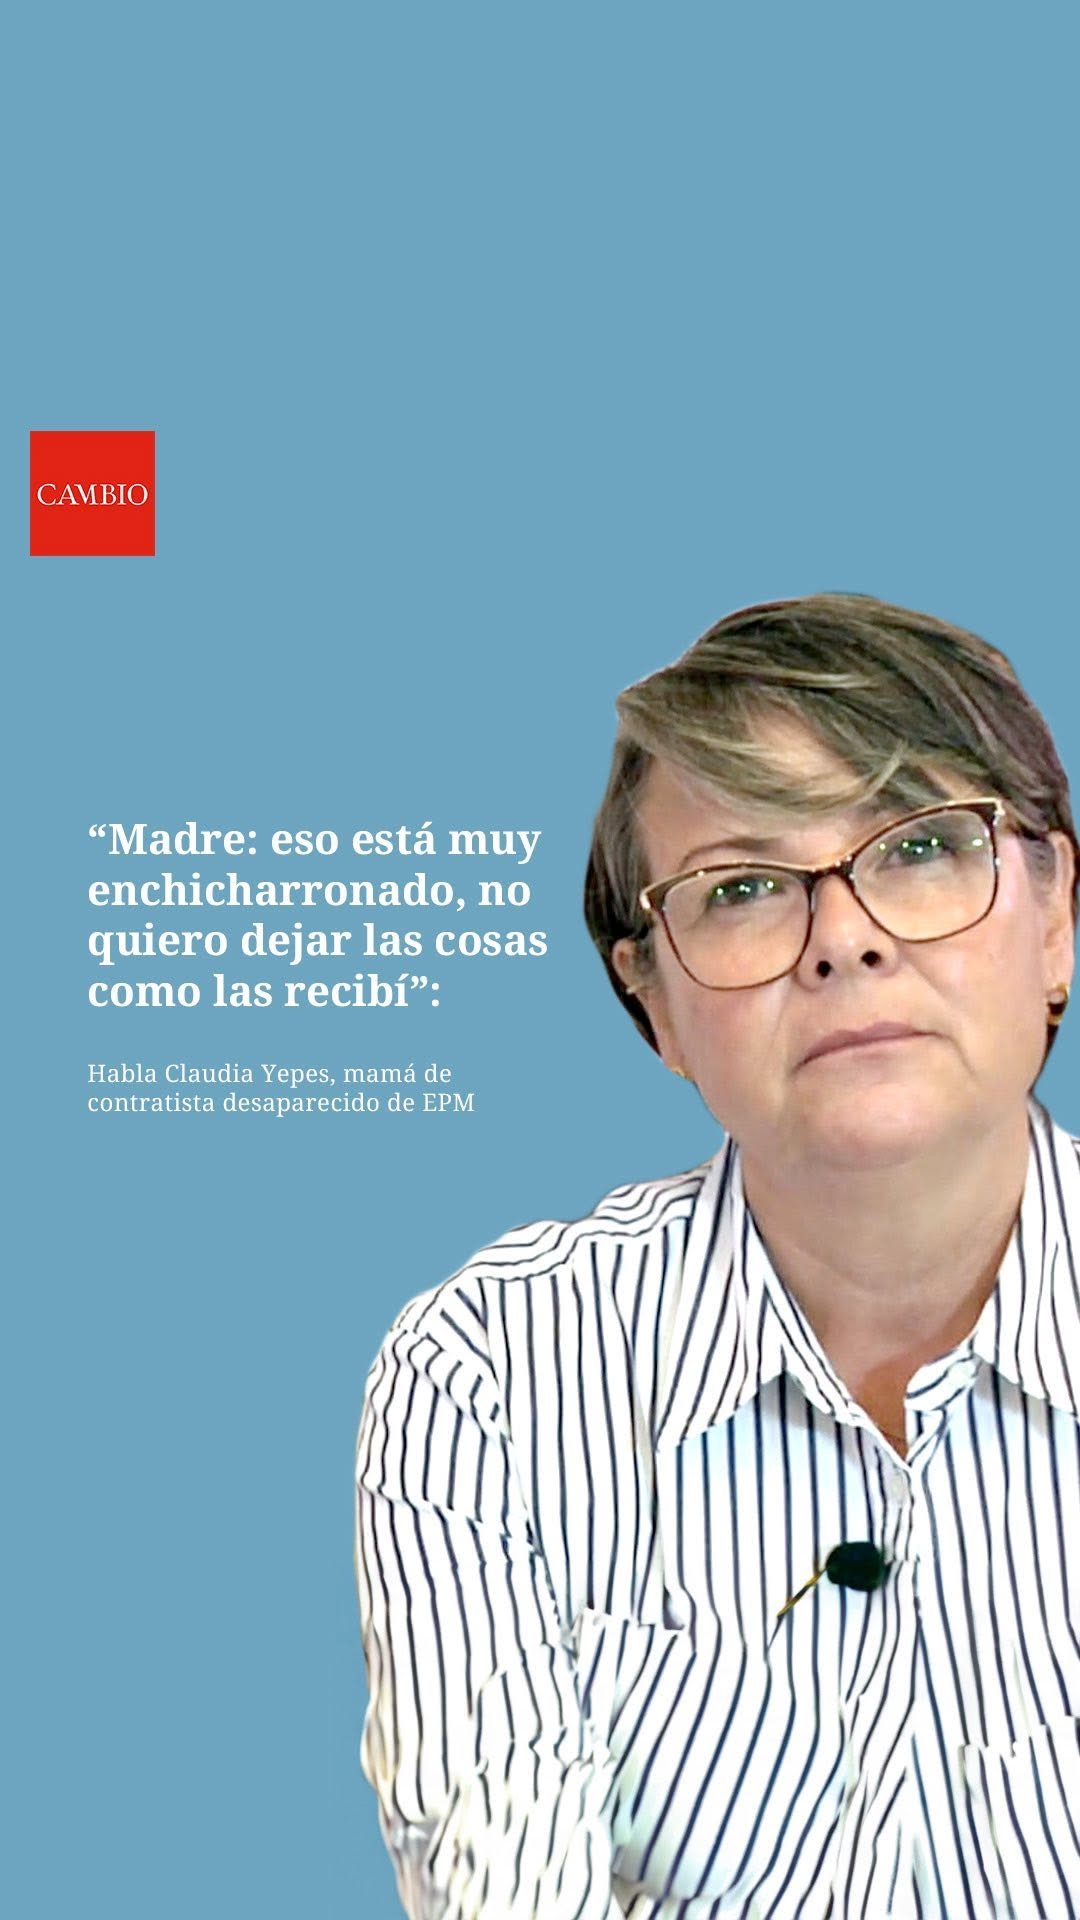 CAMBIO
“Madre: eso está muy
enchicharronado, no
quiero dejar las cosas
como las recibí”:
Habla Claudia Yepes, mamá de
contratista desaparecido de EPM